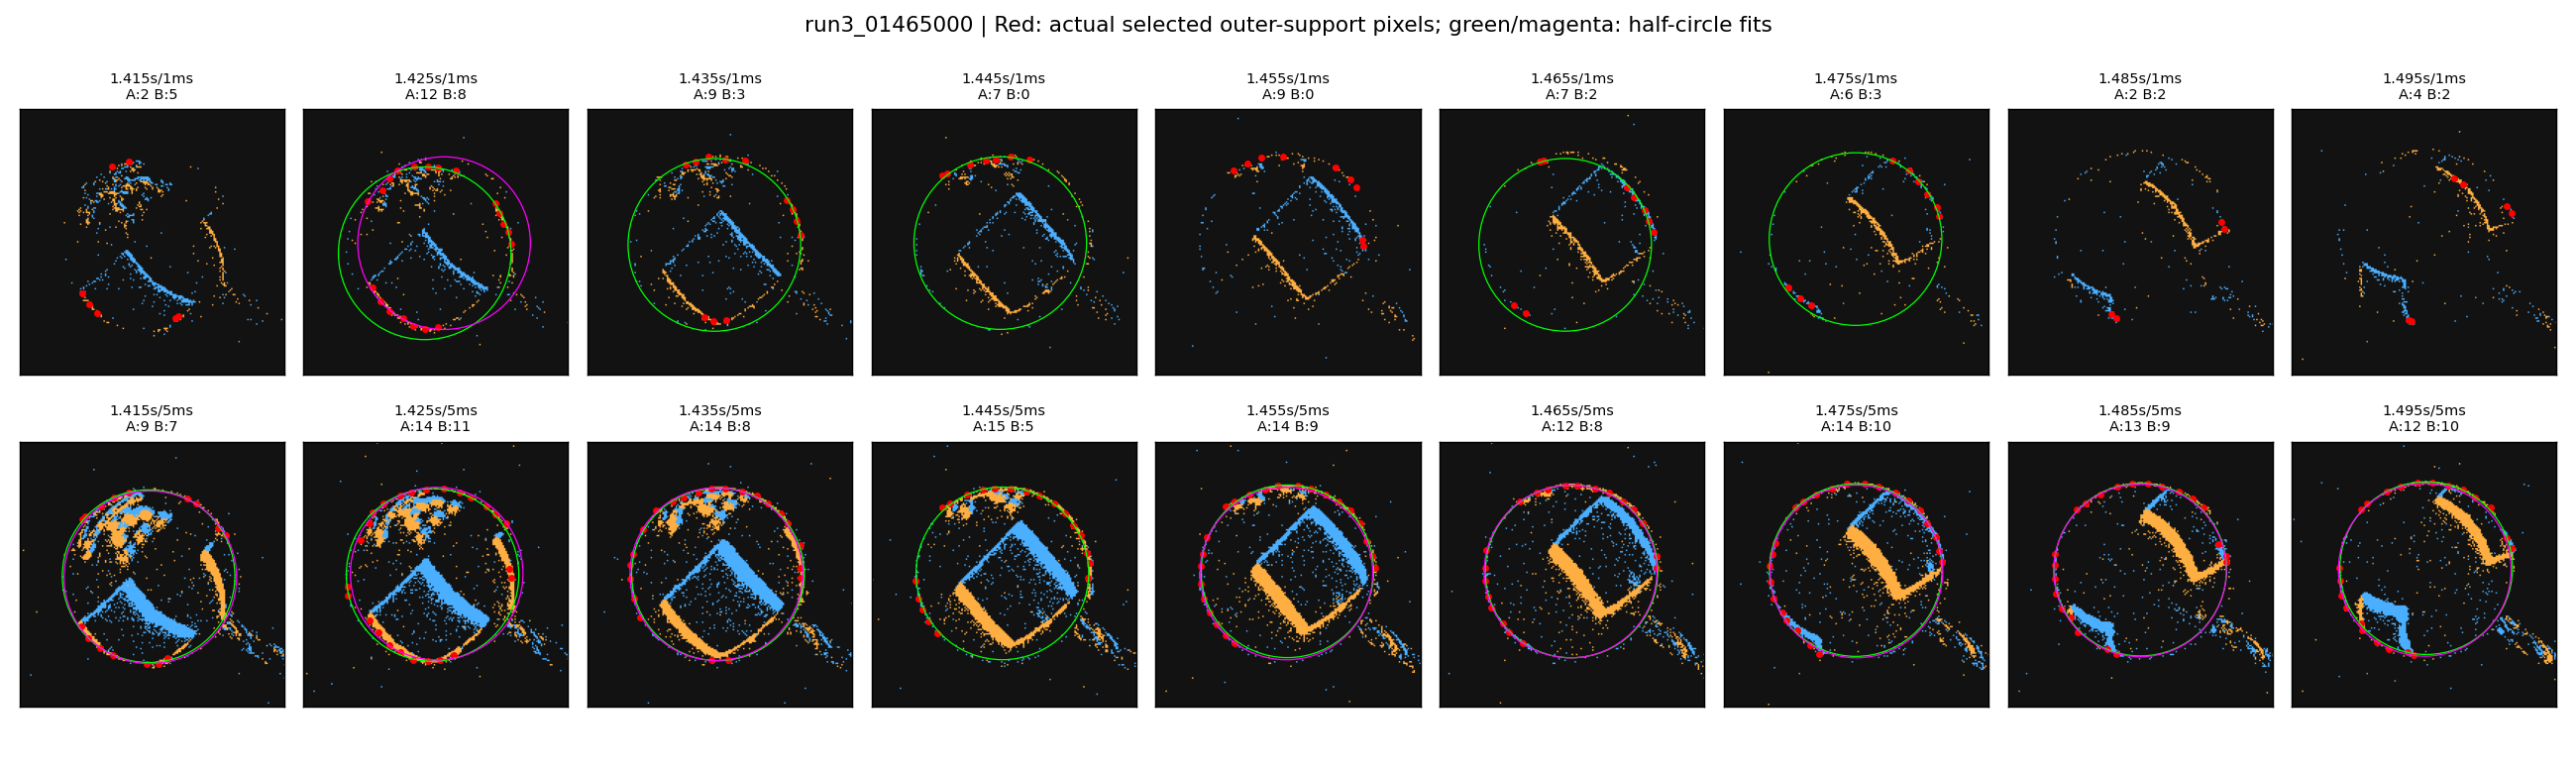 run3_01465000 | Red: actual selected outer-support pixels; green/magenta: half-circle fits
1.415s/1ms
A:2 B:5
1.425s/1ms
A:12 B:8
1.435s/1ms
A:9 B:3
1.445s/1ms
A:7 B:0
1.455s/1ms
A:9 B:0
1.465s/1ms
A:7 B:2
1.475s/1ms
A:6 B:3
1.485s/1ms
A:2 B:2
1.495s/1ms
A:4 B:2
1.415s/5ms
A:9 B:7
1.425s/5ms
A:14 B:11
1.435s/5ms
A:14 B:8
1.445s/5ms
A:15 B:5
1.455s/5ms
A:14 B:9
1.465s/5ms
A:12 B:8
1.475s/5ms
A:14 B:10
1.485s/5ms
A:13 B:9
1.495s/5ms
A:12 B:10